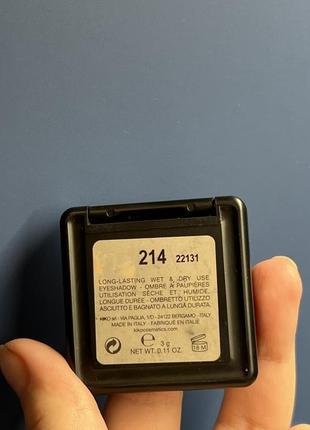 214 22131
LONG-LASTING WET & DRY USE
EYESHADOW - OMBRE À PAUPIÈRES
UTILISATION SÈCHE ET HUMIDE,
LONGUE DURÉE - OMBRETTO UTILIZZO
ASCIUTTO E BAGNATO A LUNGA DURATA.
KIKO srl - VIA PAGLIA, 1/D - 24122 BERGAMO - ITALY
MADE IN ITALY - FABRIQUÉ EN ITALIE
kikocosmetics.com
℮ 3 g
NET WT. 0.11 OZ.
18 M